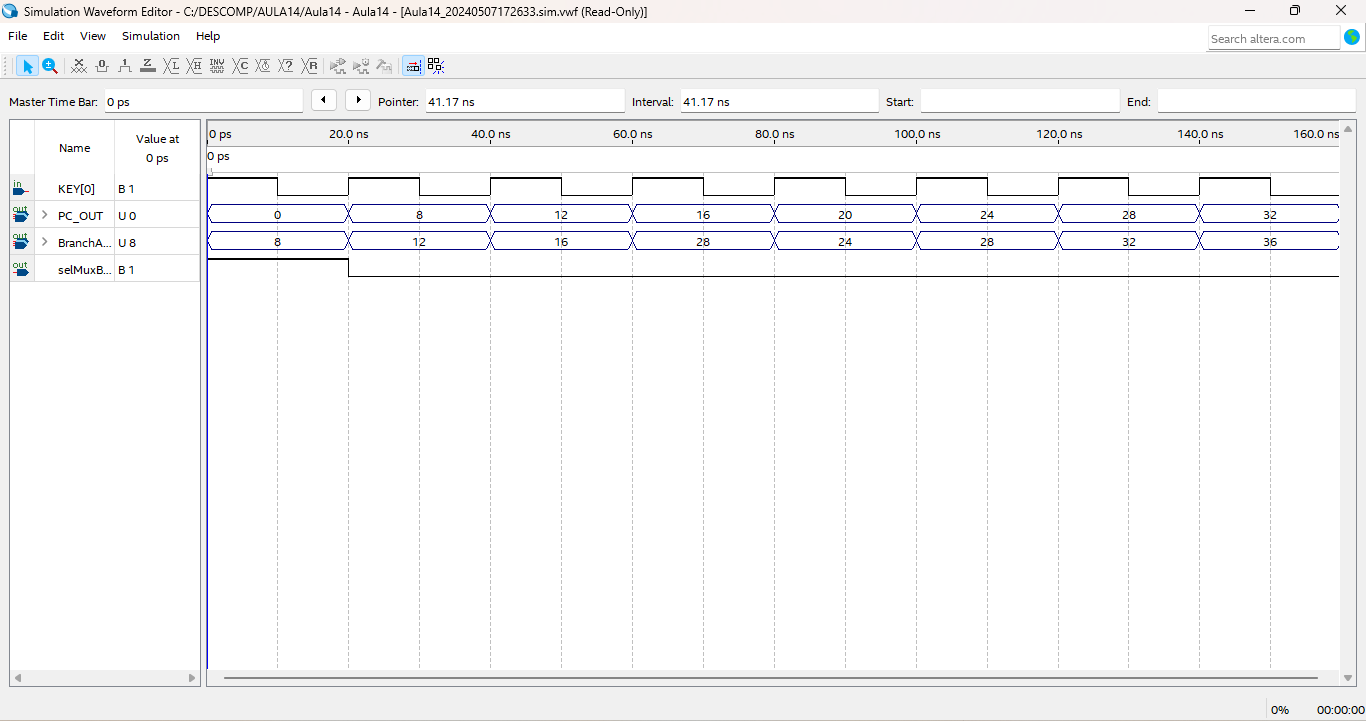 Simulation Waveform Editor - C:/DESCOMP/AULA14/Aula14 - Aula14 - [Aula14_20240507172633.sim.vwf (Read-Only)]
File Edit View Simulation Help
Search altera.com
Master Time Bar: 0 ps Pointer: 41.17 ns Interval: 41.17 ns Start: End:
Name Value at 0 ps
0 ps 20.0 ns 40.0 ns 60.0 ns 80.0 ns 100.0 ns 120.0 ns 140.0 ns 160.0 ns
0 ps
in KEY[0] B 1
out PC_OUT U 0 0 8 12 16 20 24 28 32
out BranchA... U 8 8 12 16 28 24 28 32 36
out selMuxB... B 1
0% 00:00:00